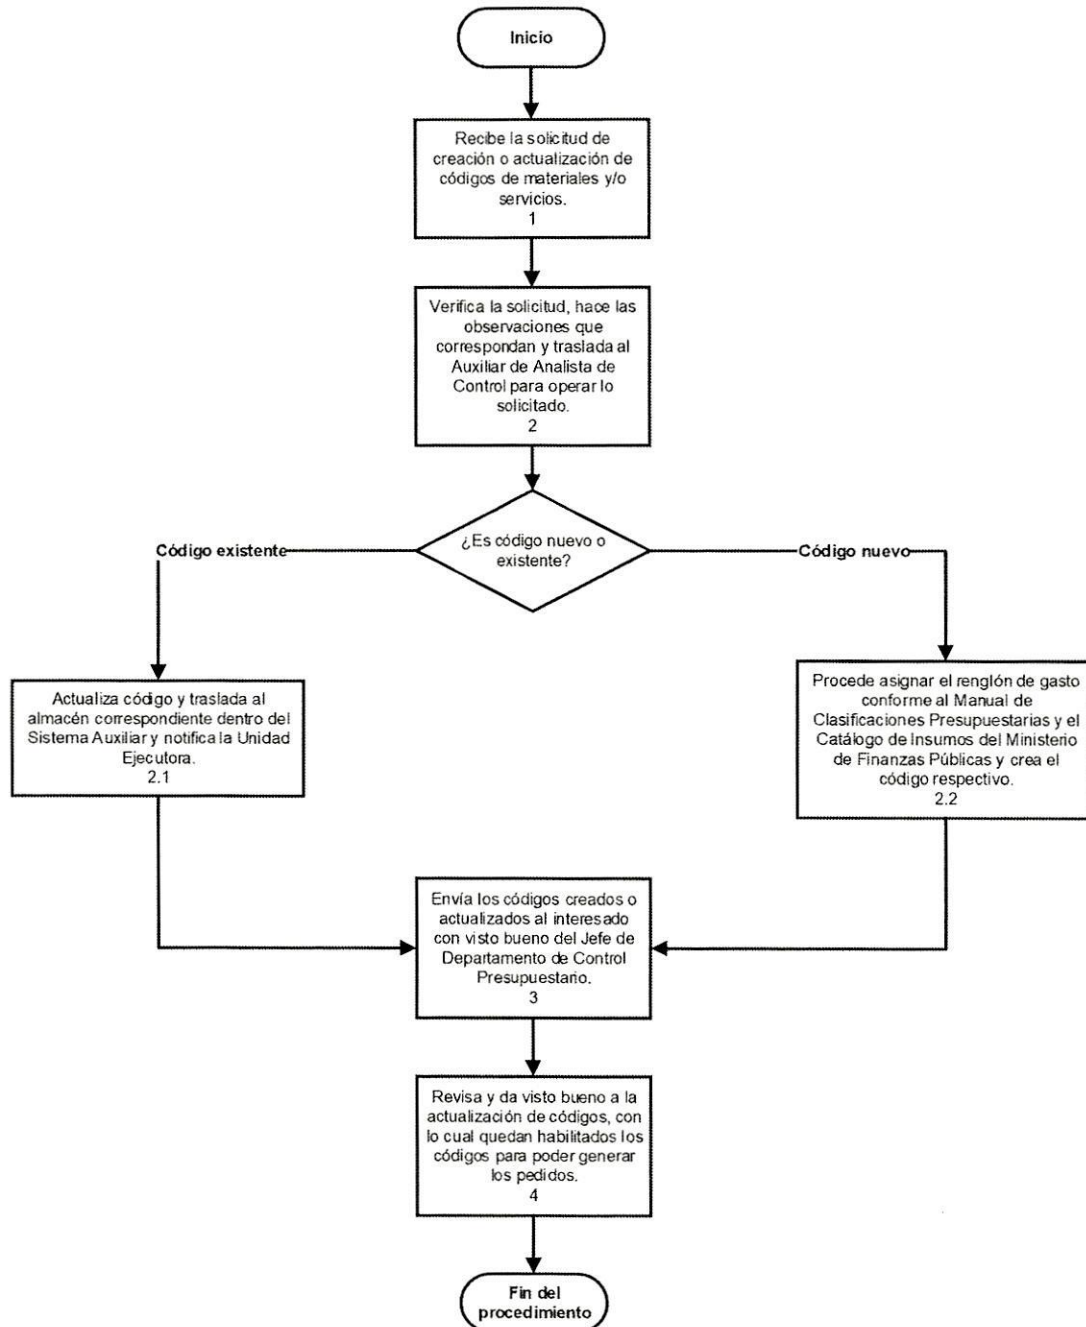 Inicio
Recibe la solicitud de
creación o actualización de
códigos de materiales y/o
servicios.
1
Verifica la solicitud, hace las
observaciones que
correspondan y traslada al
Auxiliar de Analista de
Control para operar lo
solicitado.
2
¿Es código nuevo o
existente?
Código existente
Código nuevo
Actualiza código y traslada al
almacén correspondiente dentro del
Sistema Auxiliar y notifica la Unidad
Ejecutora.
2.1
Procede asignar el renglón de gasto
conforme al Manual de
Clasificaciones Presupuestarias y el
Catálogo de Insumos del Ministerio
de Finanzas Públicas y crea el
código respectivo.
2.2
Envía los códigos creados o
actualizados al interesado
con visto bueno del Jefe de
Departamento de Control
Presupuestario.
3
Revisa y da visto bueno a la
actualización de códigos, con
lo cual quedan habilitados los
códigos para poder generar
los pedidos.
4
Fin del
procedimiento